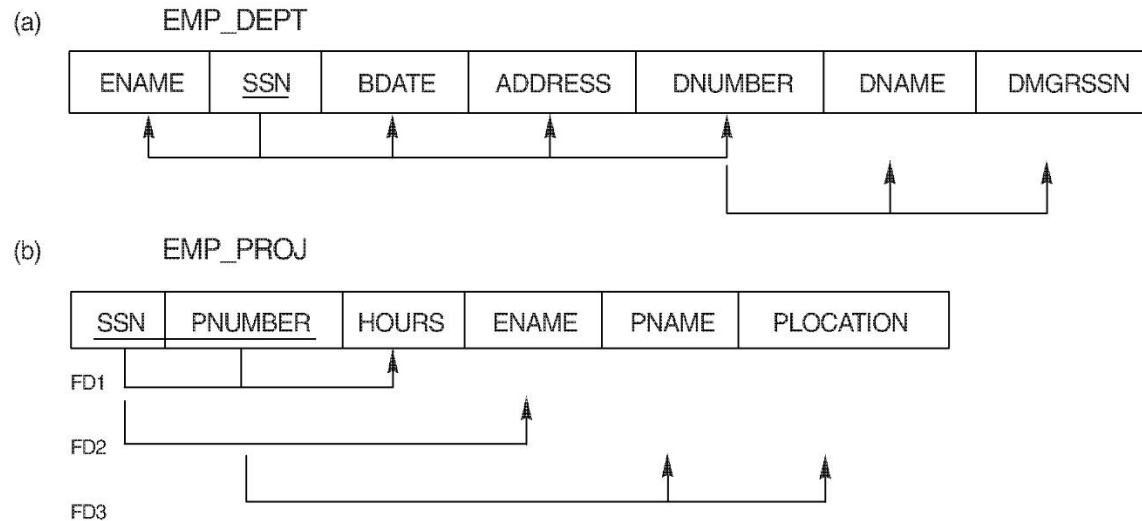 (a) EMP_DEPT
ENAME SSN BDATE ADDRESS DNUMBER DNAME DMGRSSN
(b) EMP_PROJ
SSN PNUMBER HOURS ENAME PNAME PLOCATION
FD1
FD2
FD3